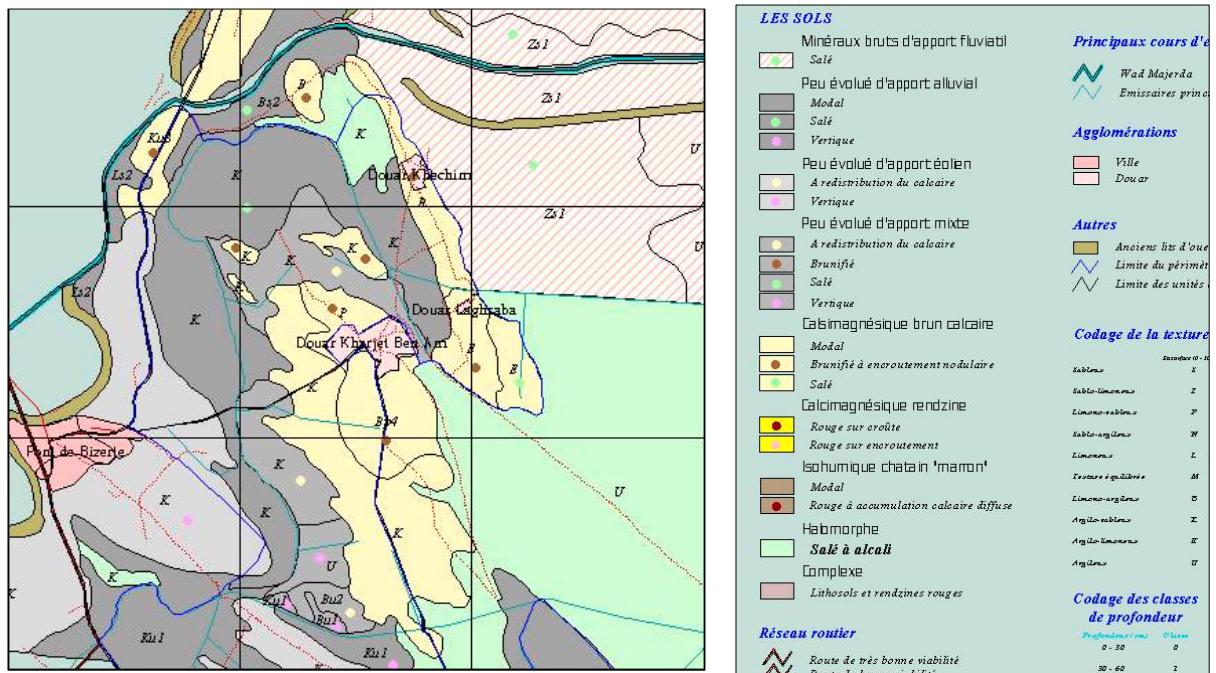 Zs1
B
Bs2
Zs1
Ku3
K
U
Ls2
K
Douar Khechim
B
Zs1
K
K
K
K
U
K
Ls2
P
Douar Laghzaba
K
Douar Kharjet Ben Am
B
E
K
Bs4
Pont de Bizerte
K
U
K
K
K
U
K
K
Ku1
Bu2
Bu1
Ku1
Ku1
K
LES SOLS
Minéraux bruts d'apport fluviatil
Salé
Peu évolué d'apport alluvial
Modal
Salé
Vertique
Peu évolué d'apport éolien
A redistribution du calcaire
Vertique
Peu évolué d'apport mixte
A redistribution du calcaire
Brunifié
Salé
Vertique
Calsimagnésique brun calcaire
Modal
Brunifié à encroutement nodulaire
Salé
Calcimagnésique rendzine
Rouge sur croûte
Rouge sur encroutement
Isohumique chatain "marron"
Modal
Rouge à accumulation calcaire diffuse
Halomorphe
Salé à alcali
Complexe
Lithosols et rendzines rouges
Réseau routier
Route de très bonne viabilité
Principaux cours d'e
Wad Majerda
Emissaires princ
Agglomérations
Ville
Douar
Autres
Anciens lits d'oue
Limite du périmèt
Limite des unités
Codage de la texture
Sableux S
Sablo-limoneux Z
Limono-sableux P
Sablo-argileux N
Limoneux L
Texture équilibrée M
Limono-argileux B
Argilo-sableux E
Argilo-limoneux K
Argileux U
Codage des classes
de profondeur
Profondeur (cm) Classe
0 - 30 0
30 - 60